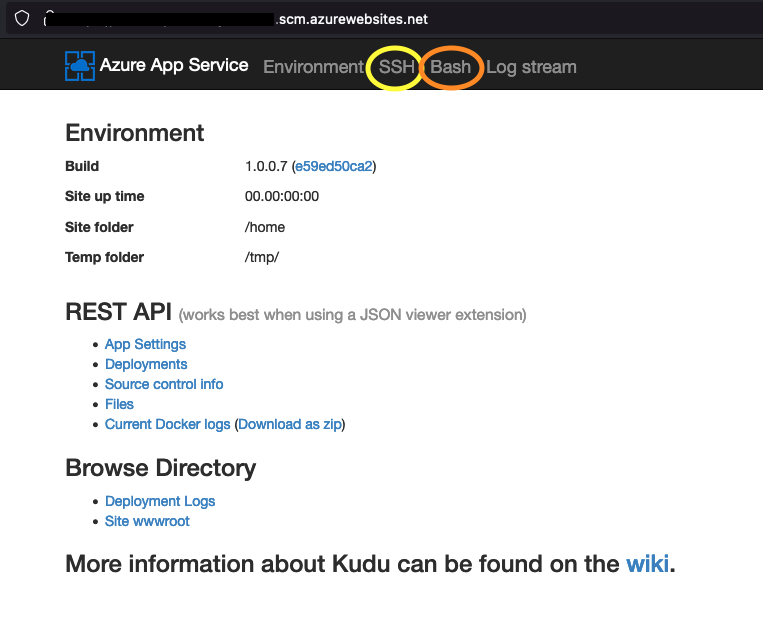 .scm.azurewebsites.net
Azure App Service Environment SSH Bash Log stream
Environment
Build 1.0.0.7 (e59ed50ca2)
Site up time 00.00:00:00
Site folder /home
Temp folder /tmp/
REST API (works best when using a JSON viewer extension)
App Settings
Deployments
Source control info
Files
Current Docker logs (Download as zip)
Browse Directory
Deployment Logs
Site wwwroot
More information about Kudu can be found on the wiki.